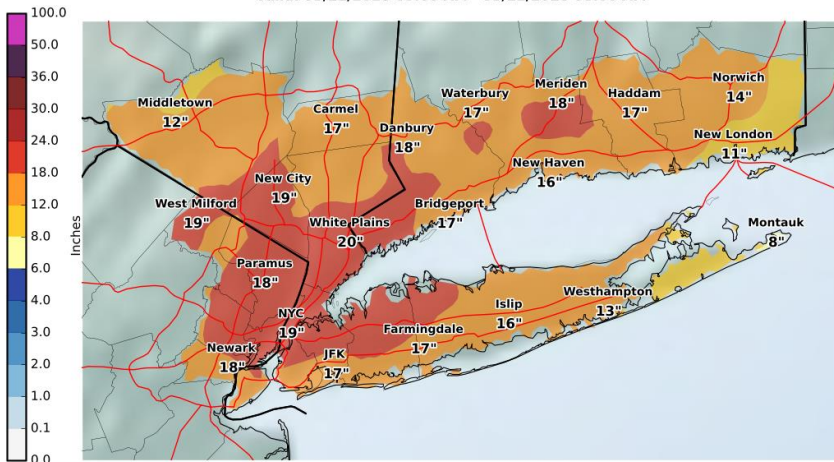 100.0
50.0
36.0
30.0
24.0
18.0
12.0
8.0
6.0
4.0
3.0
2.0
1.0
0.1
0.0
Inches
Middletown
12"
Carmel
17"
Danbury
18"
Waterbury
17"
Meriden
18"
Haddam
17"
Norwich
14"
New London
11"
New Haven
16"
New City
19"
West Milford
19"
White Plains
20"
Bridgeport
17"
Montauk
8"
Paramus
18"
NYC
19"
Newark
18"
JFK
17"
Farmingdale
17"
Islip
16"
Westhampton
13"